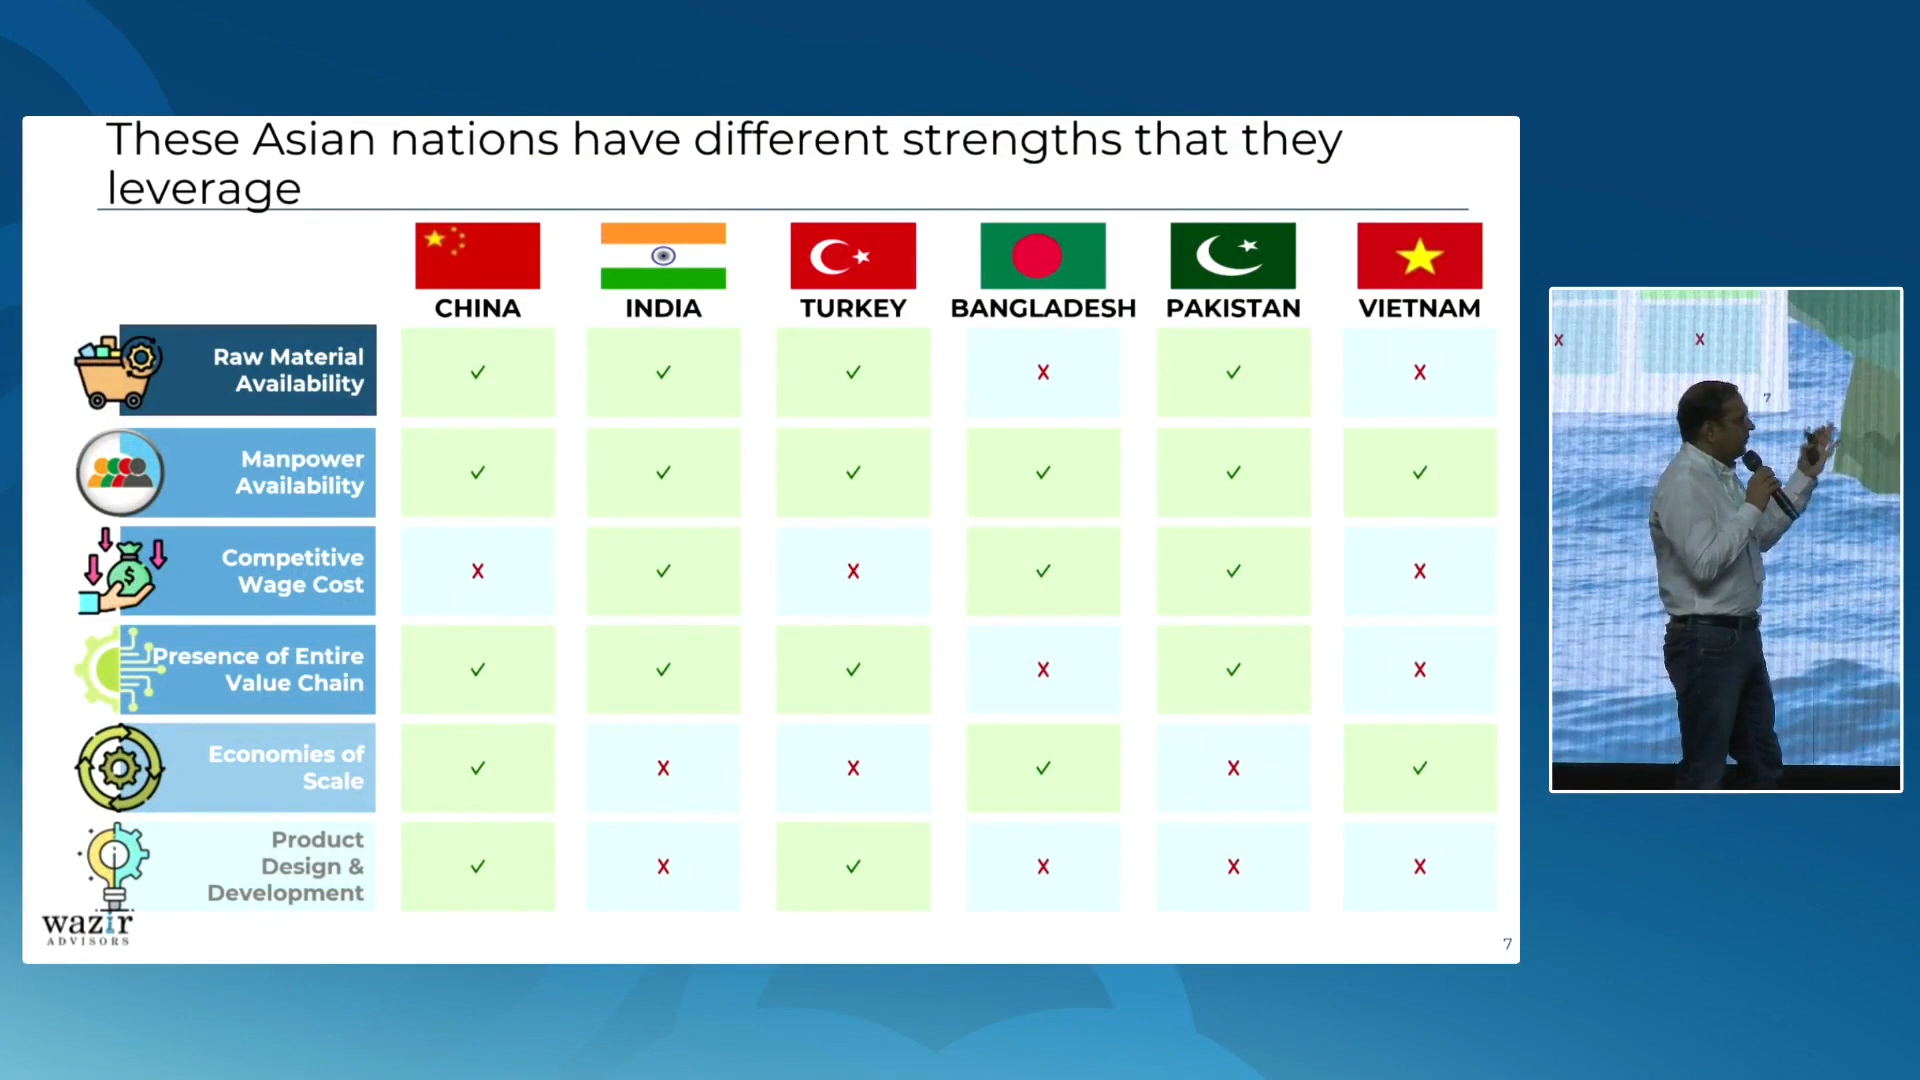 These Asian nations have different strengths that they
leverage
CHINA
INDIA
TURKEY
BANGLADESH
PAKISTAN
VIETNAM
Raw Material
Availability
✓ ✓ ✓ X ✓ X
Manpower
Availability
✓ ✓ ✓ ✓ ✓ ✓
Competitive
Wage Cost
X ✓ X ✓ ✓ X
$
Presence of Entire
Value Chain
✓ ✓ ✓ X ✓ X
Economies of
Scale
✓ X X ✓ X ✓
Product
Design &
Development
✓ X ✓ X X X
wazir
ADVISORS
7
X X
7